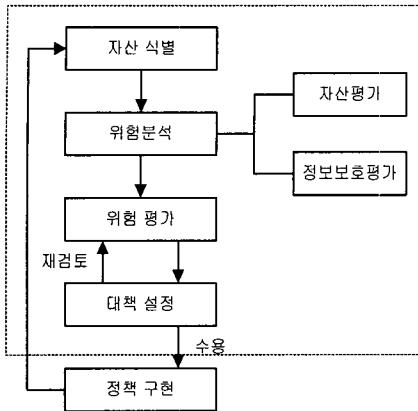 자산 식별
자산평가
위험분석
정보보호평가
위험 평가
재검토
대책 설정
수용
정책 구현